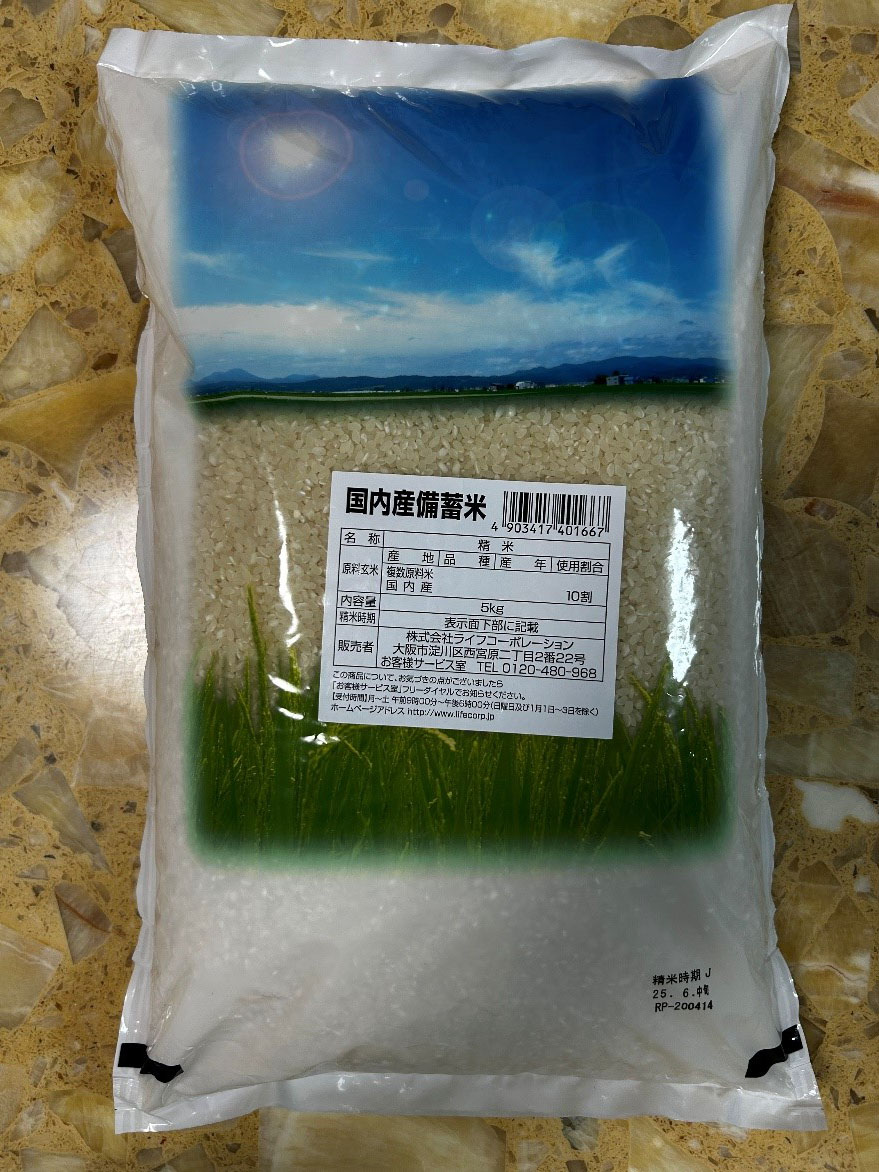 国内産備蓄米
4 903417 401667
名 称 精 米
産 地 品 種 産 年 使用割合
原料玄米 複数原料米
国 内 産 10割
内容量 5kg
精米時期 表示面下部に記載
販売者 株式会社ライフコーポレーション
大阪市淀川区西宮原二丁目2番22号
お客様サービス室 TEL 0120-480-968
この商品について、お気づきの点がございましたら
「お客様サービス室」フリーダイヤルでお知らせください。
【受付時間】月～土 午前9時00分～午後6時00分(日曜日及び1月1日～3日を除く)
ホームページアドレス http://www.lifecorp.jp/
精米時期 J
25. 6.中旬
RP-200414